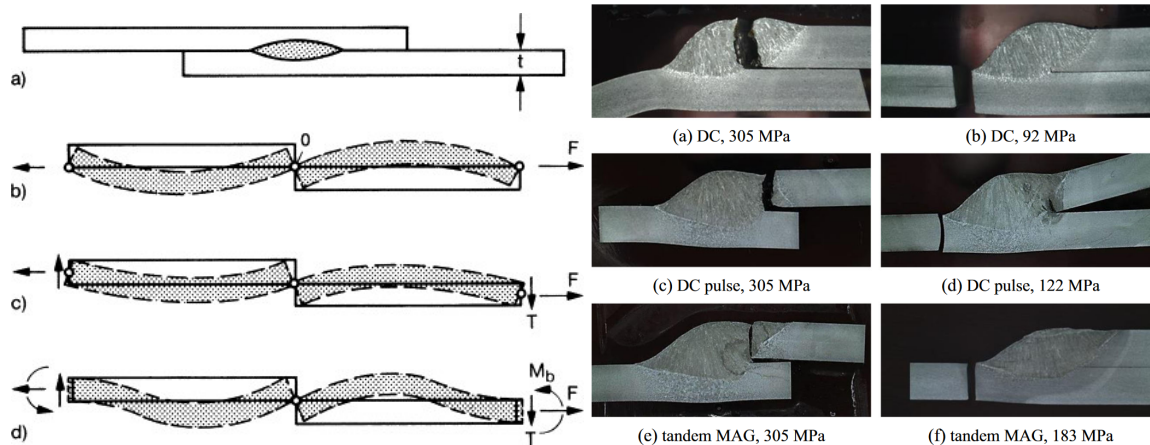 a)
t
b)
0
F
c)
F
T
d)
M_b
F
T
(a) DC, 305 MPa
(b) DC, 92 MPa
(c) DC pulse, 305 MPa
(d) DC pulse, 122 MPa
(e) tandem MAG, 305 MPa
(f) tandem MAG, 183 MPa